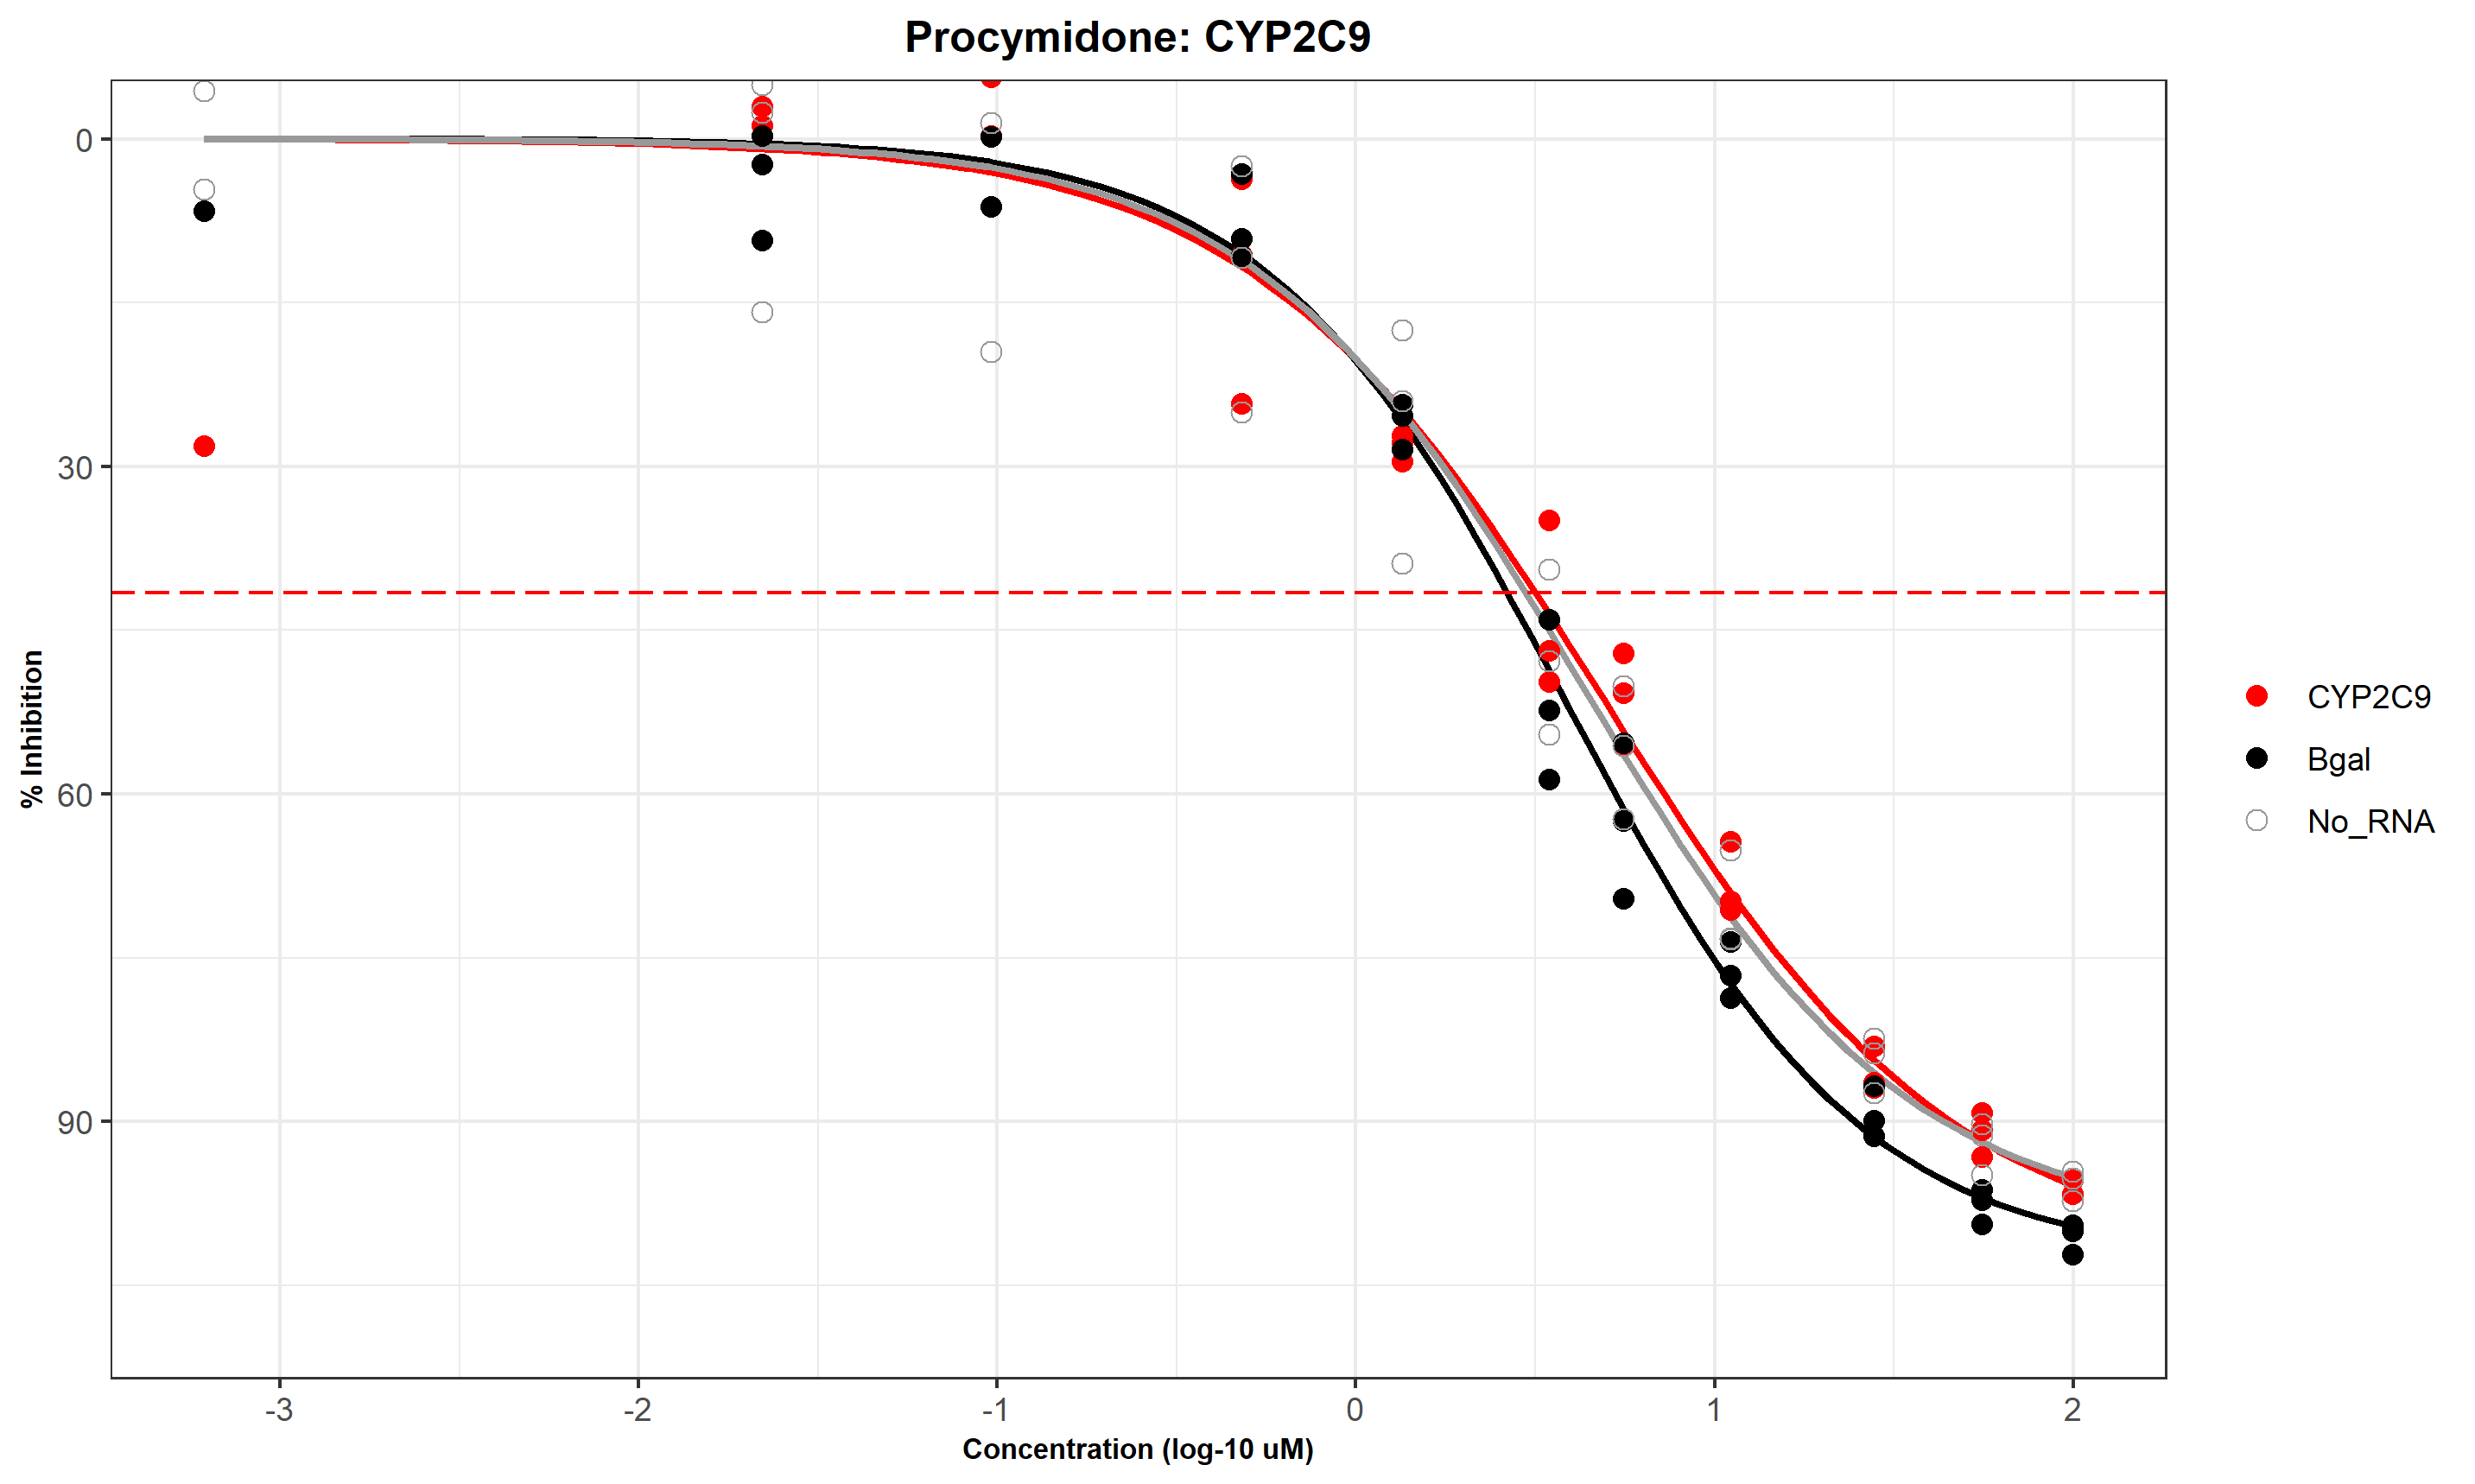 Procymidone: CYP2C9
% Inhibition
0
30
60
90
-3
-2
-1
0
1
2
Concentration (log-10 uM)
CYP2C9
Bgal
No_RNA